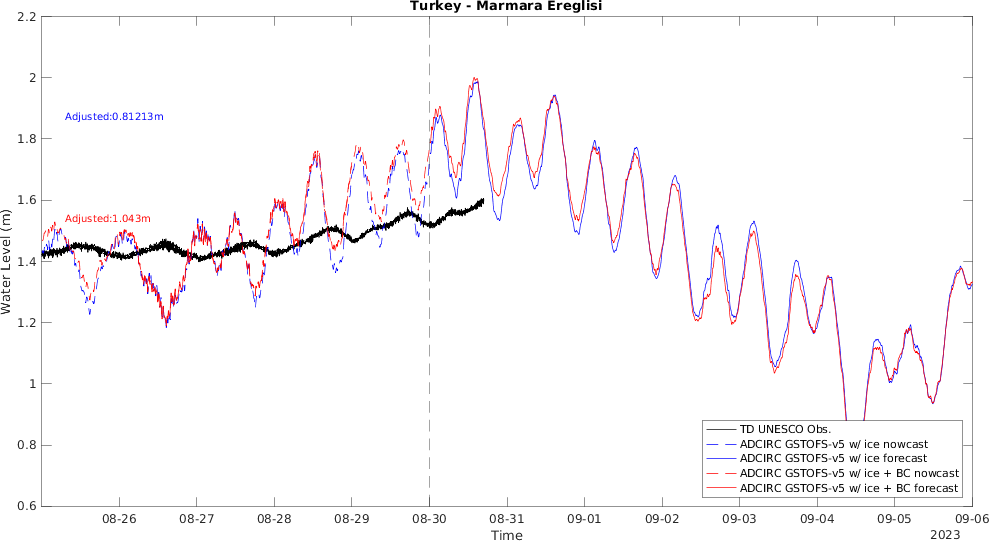 Turkey - Marmara Ereglisi
2.2
2
1.8
1.6
1.4
1.2
1
0.8
0.6
Water Level (m)
Adjusted:0.81213m
Adjusted:1.043m
TD UNESCO Obs.
ADCIRC GSTOFS-v5 w/ ice nowcast
ADCIRC GSTOFS-v5 w/ ice forecast
ADCIRC GSTOFS-v5 w/ ice + BC nowcast
ADCIRC GSTOFS-v5 w/ ice + BC forecast
08-26 08-27 08-28 08-29 08-30 08-31 09-01 09-02 09-03 09-04 09-05 09-06
Time
2023